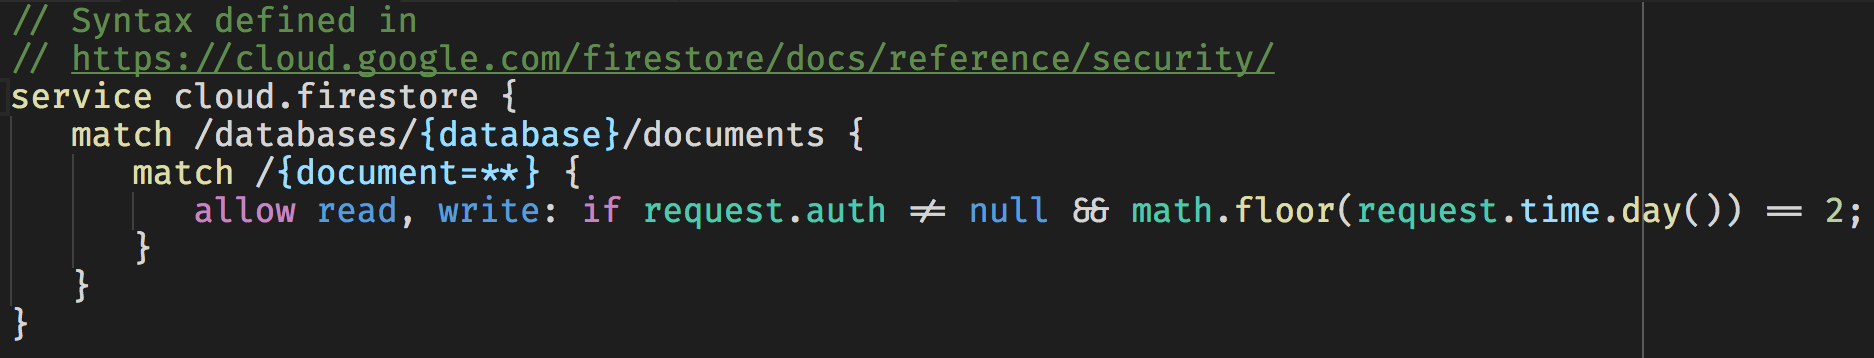 // Syntax defined in
// https://cloud.google.com/firestore/docs/reference/security/
service cloud.firestore {
   match /databases/{database}/documents {
      match /{document=**} {
         allow read, write: if request.auth != null && math.floor(request.time.day()) == 2;
      }
   }
}